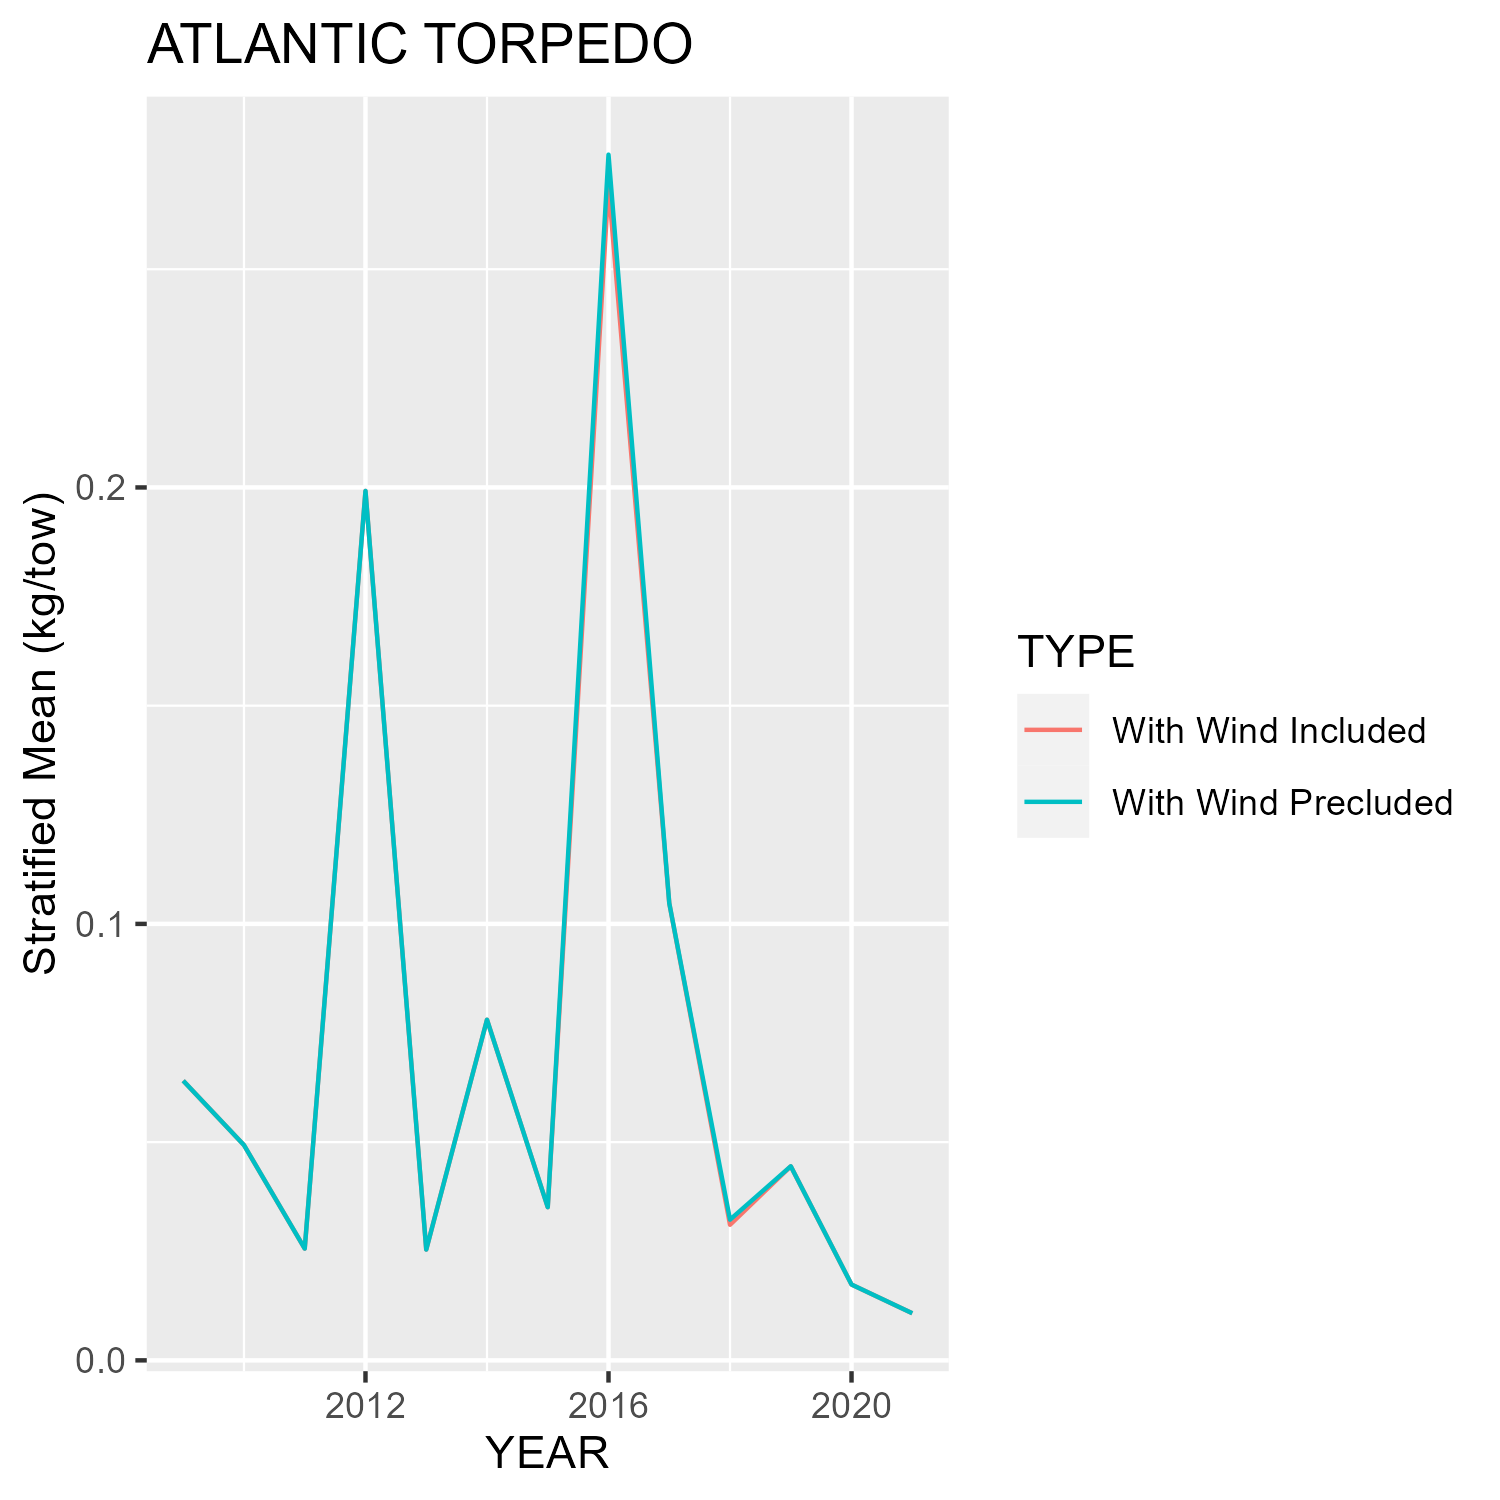 ATLANTIC TORPEDO
Stratified Mean (kg/tow)
0.2
0.1
0.0
2012 2016 2020
YEAR
TYPE
With Wind Included
With Wind Precluded